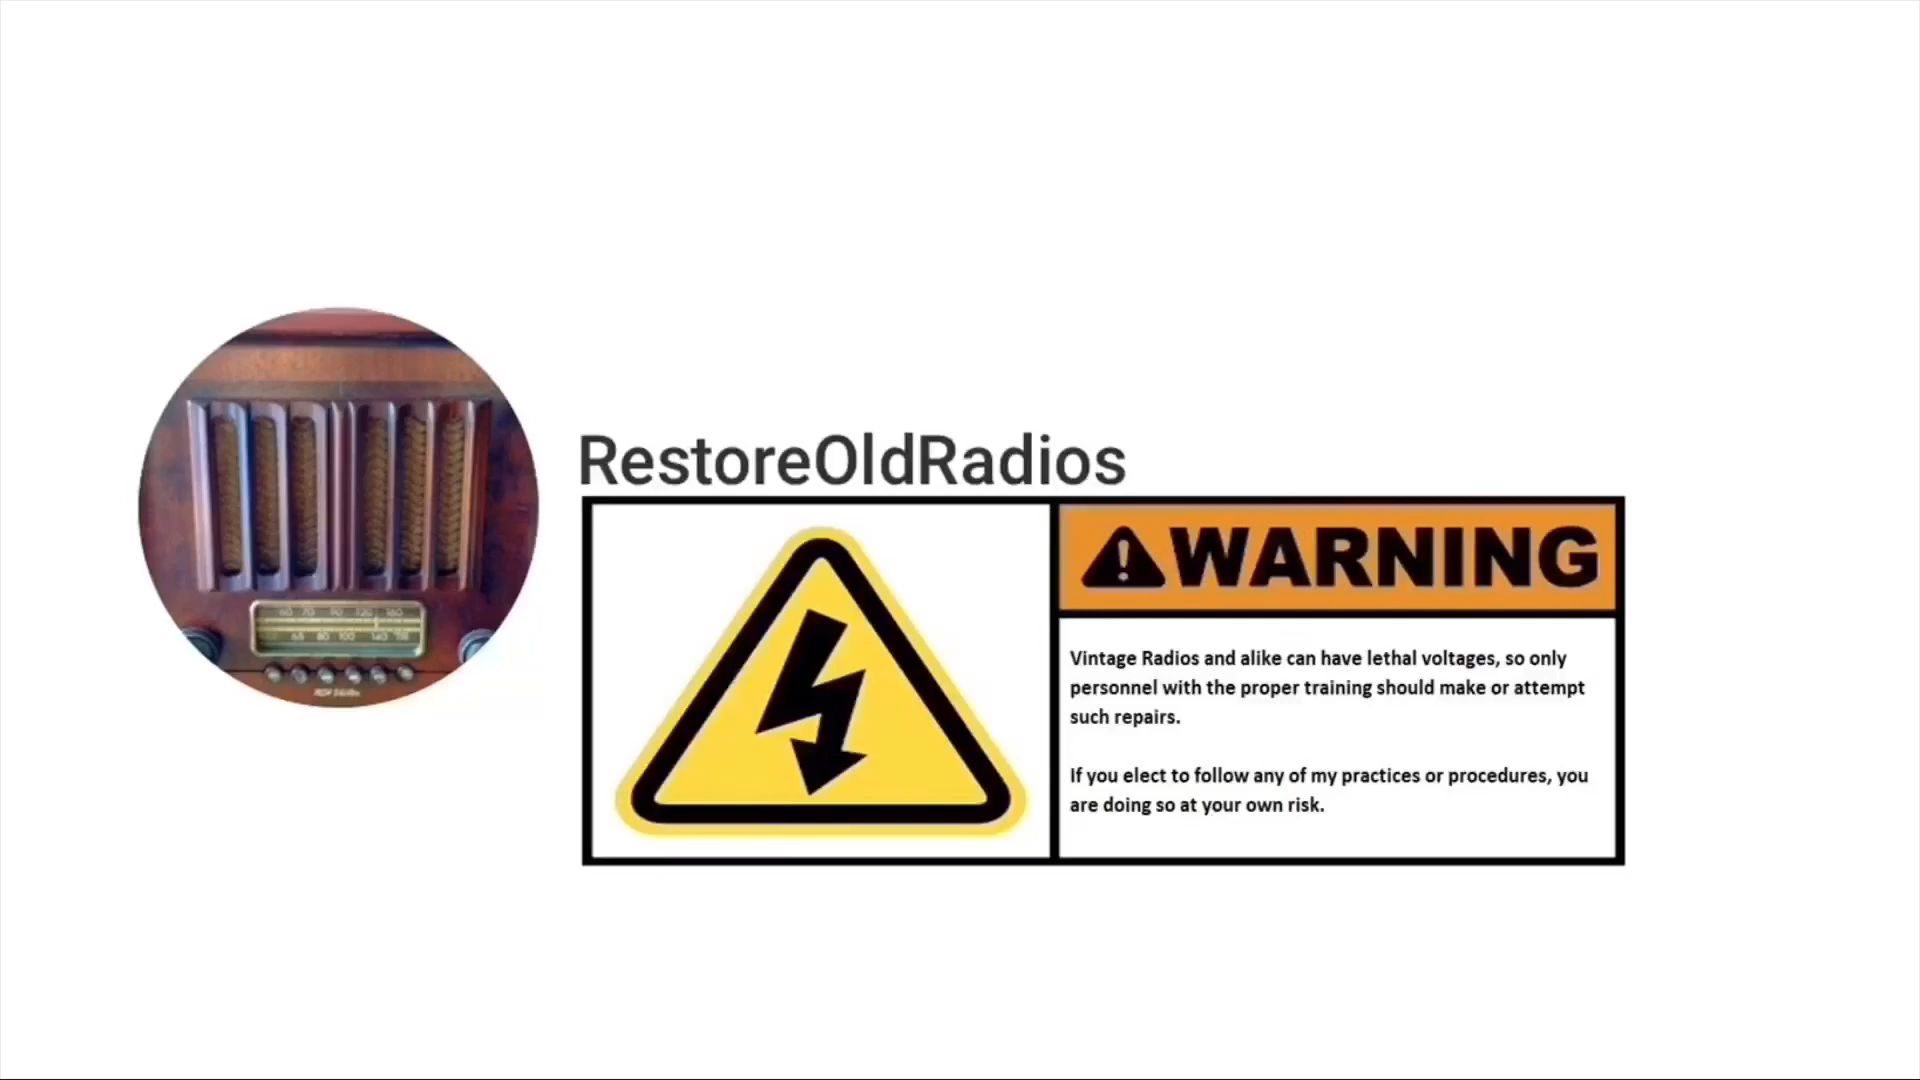 RestoreOldRadios
WARNING
Vintage Radios and alike can have lethal voltages, so only
personnel with the proper training should make or attempt
such repairs.
If you elect to follow any of my practices or procedures, you
are doing so at your own risk.